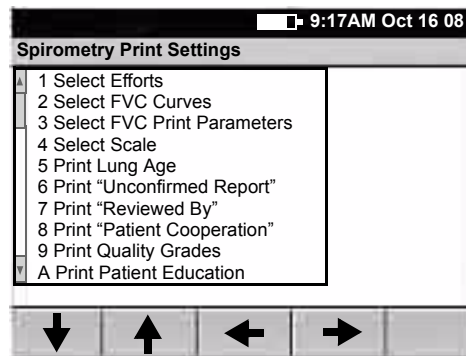 9:17AM Oct 16 08
Spirometry Print Settings
1 Select Efforts
2 Select FVC Curves
3 Select FVC Print Parameters
4 Select Scale
5 Print Lung Age
6 Print “Unconfirmed Report”
7 Print “Reviewed By”
8 Print “Patient Cooperation”
9 Print Quality Grades
A Print Patient Education